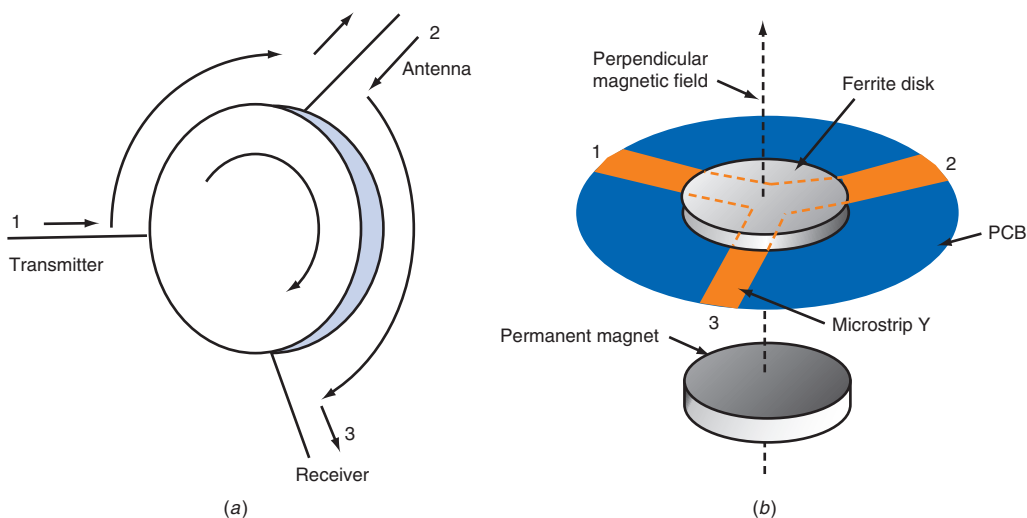 1
Transmitter
2
Antenna
3
Receiver
(a)
Perpendicular
magnetic field
Ferrite disk
1
2
PCB
3
Microstrip Y
Permanent magnet
(b)